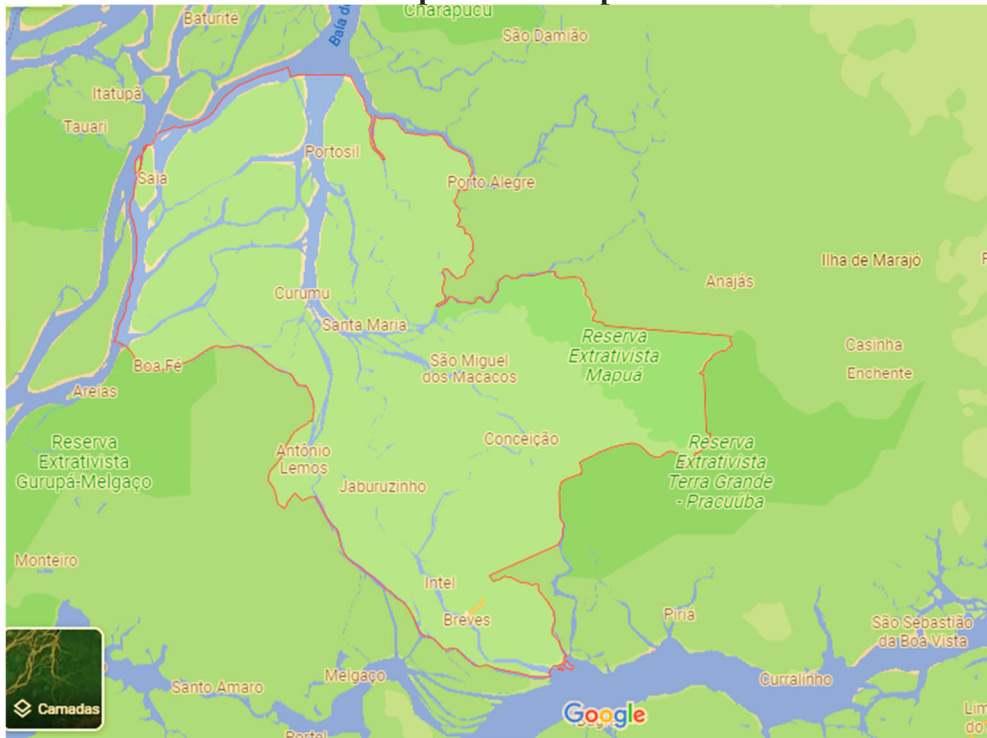 Charapucu
Baturité
São Damião
Itatupã
Tauari
Portosil
Saia
Porto Alegre
Ilha de Marajó
Anajás
Curumu
Santa Maria
Reserva
Extrativista
Mapuá
Casinha
São Miguel
dos Macacos
Boa Fé
Enchente
Areias
Conceição
Reserva
Extrativista
Gurupá-Melgaço
Reserva
Extrativista
Terra Grande
- Pracuúba
Antônio
Lemos
Jaburuzinho
Monteiro
Intel
Breves
Piriá
São Sebastião
da Boa Vista
Melgaço
Curralinho
Santo Amaro
Camadas
Google